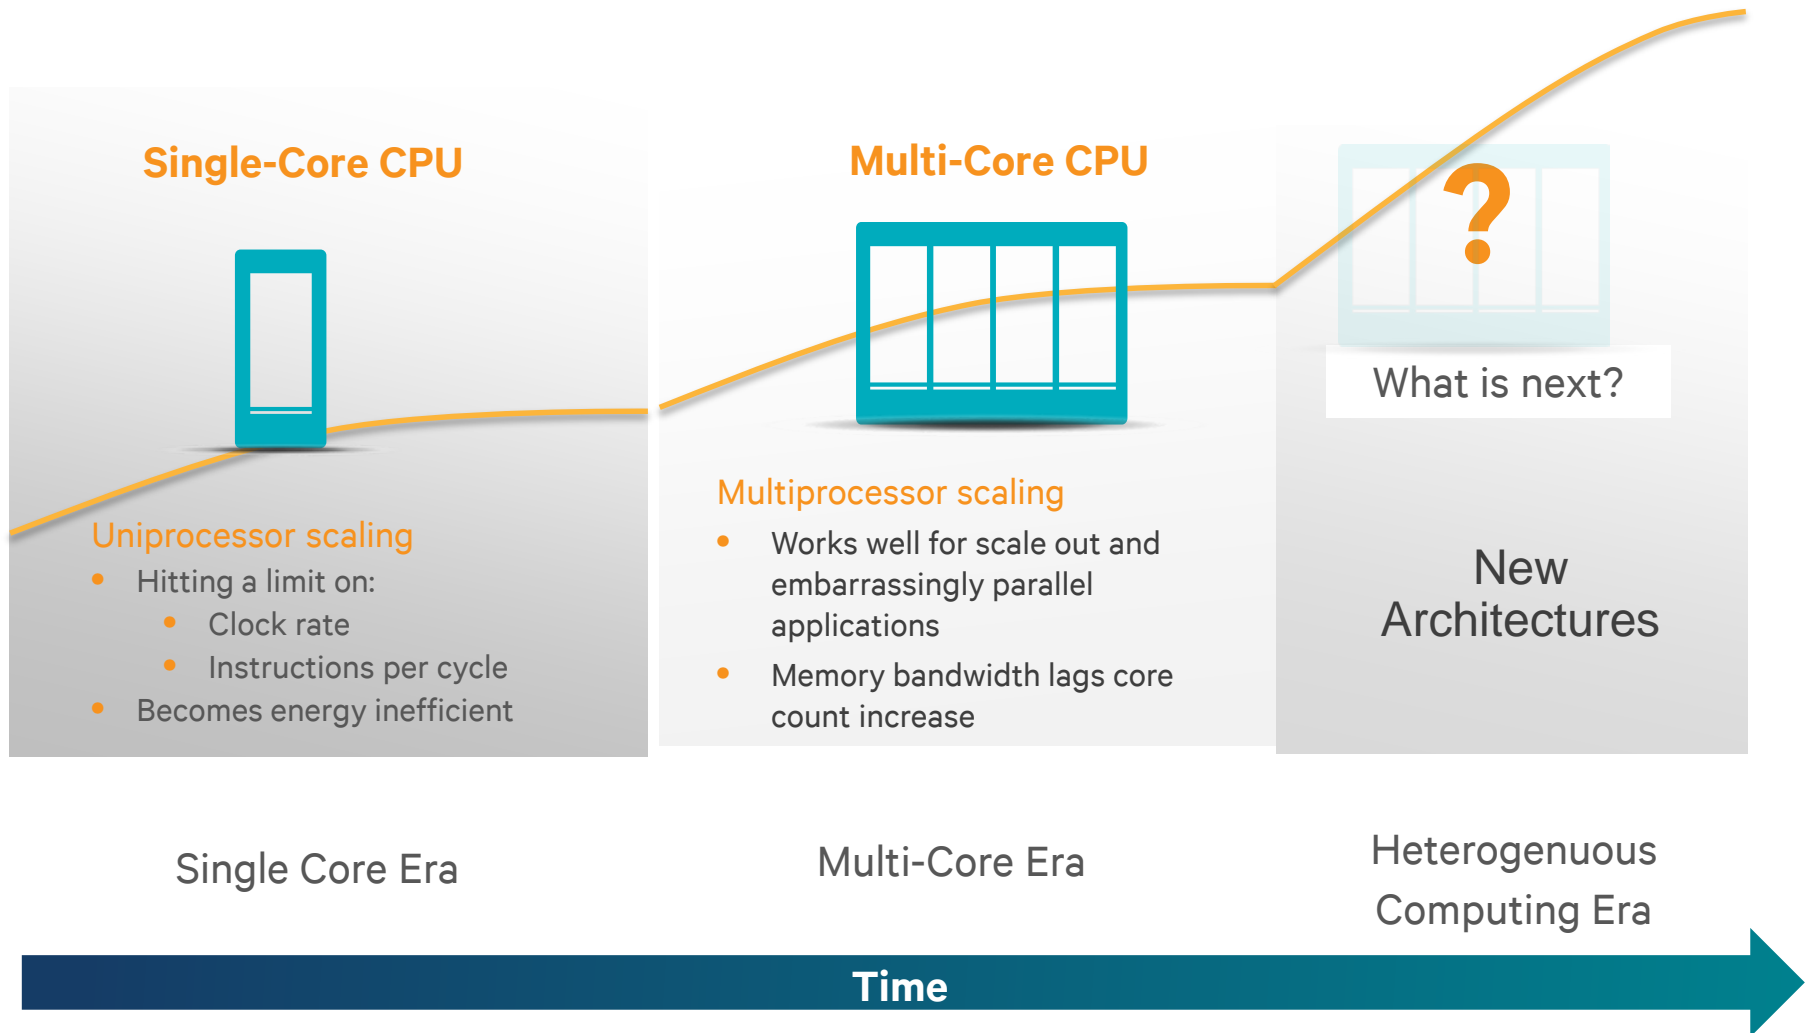 Single-Core CPU
Uniprocessor scaling
• Hitting a limit on:
• Clock rate
• Instructions per cycle
• Becomes energy inefficient
Multi-Core CPU
Multiprocessor scaling
• Works well for scale out and
embarrassingly parallel
applications
• Memory bandwidth lags core
count increase
?
What is next?
New
Architectures
Single Core Era
Multi-Core Era
Heterogenuous
Computing Era
Time